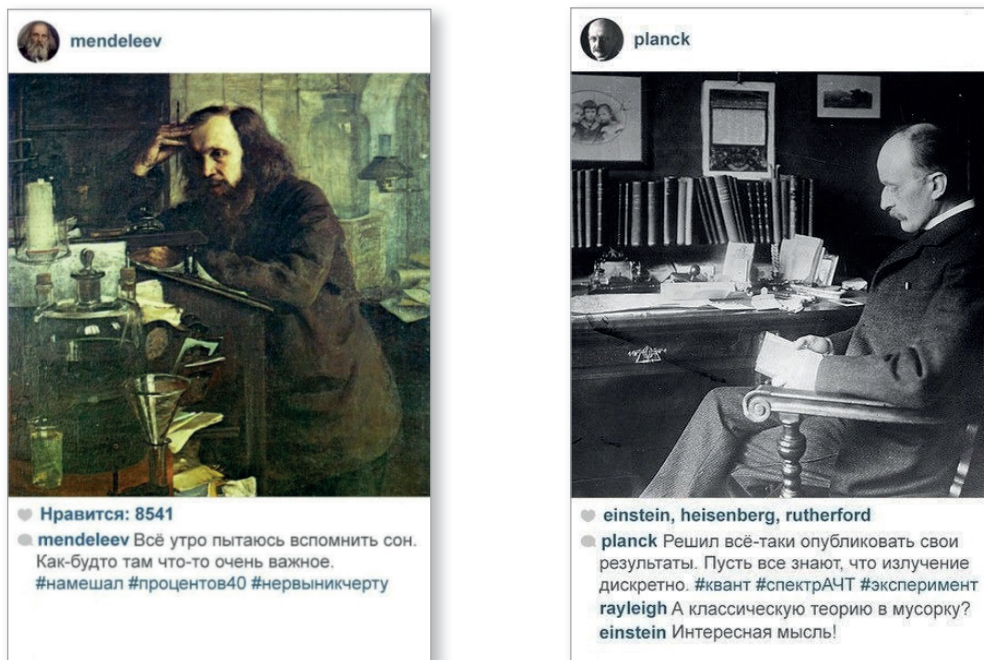 mendeleev
Нравится: 8541
mendeleev Всё утро пытаюсь вспомнить сон.
Как-будто там что-то очень важное.
#намешал #процентов40 #нервыникчерту
planck
einstein, heisenberg, rutherford
planck Решил всё-таки опубликовать свои
результаты. Пусть все знают, что излучение
дискретно. #квант #спектрАЧТ #эксперимент
rayleigh А классическую теорию в мусорку?
einstein Интересная мысль!